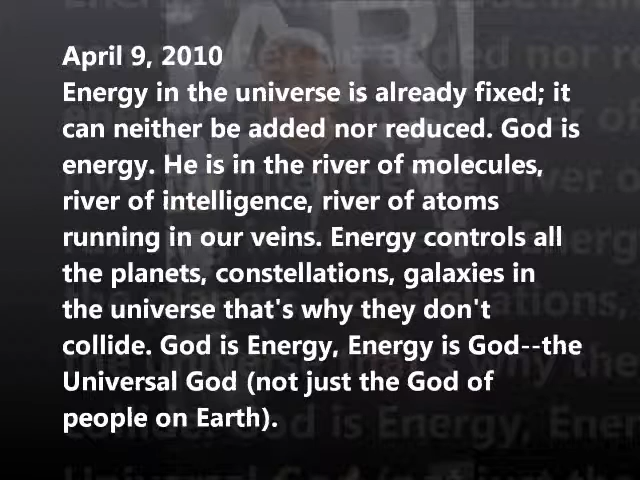 April 9, 2010
Energy in the universe is already fixed; it
can neither be added nor reduced. God is
energy. He is in the river of molecules,
river of intelligence, river of atoms
running in our veins. Energy controls all
the planets, constellations, galaxies in
the universe that's why they don't
collide. God is Energy, Energy is God--the
Universal God (not just the God of
people on Earth).